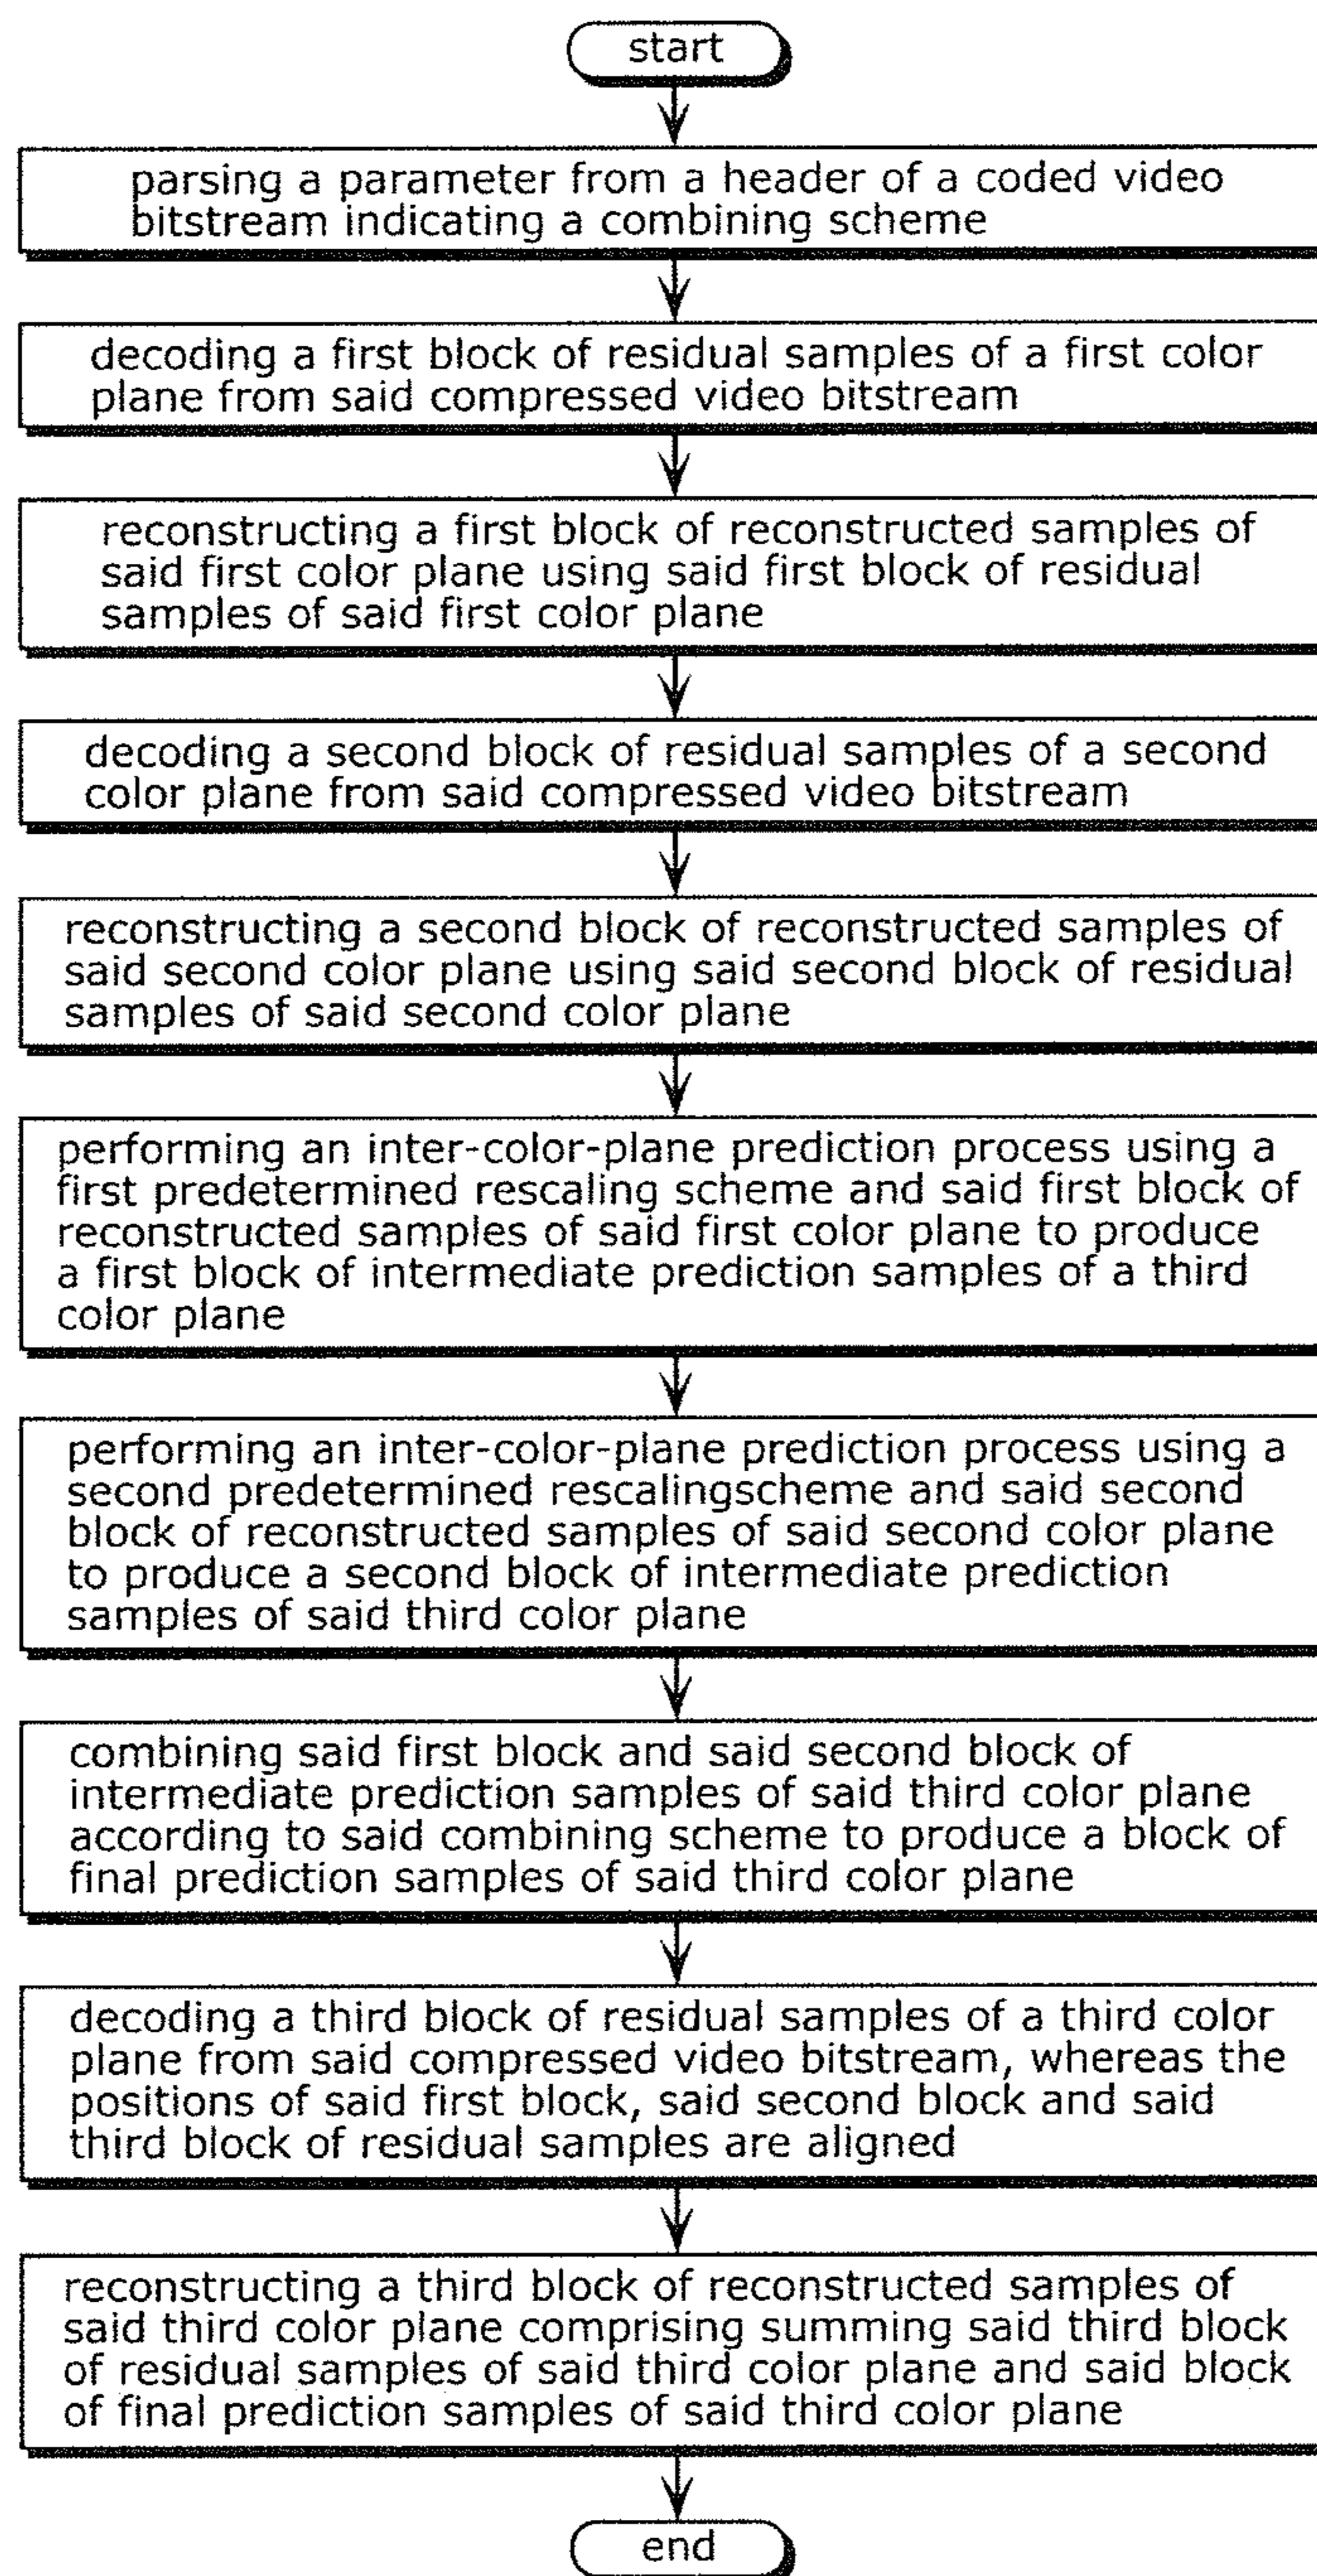 start
parsing a parameter from a header of a coded video
bitstream indicating a combining scheme
decoding a first block of residual samples of a first color
plane from said compressed video bitstream
reconstructing a first block of reconstructed samples of
said first color plane using said first block of residual
samples of said first color plane
decoding a second block of residual samples of a second
color plane from said compressed video bitstream
reconstructing a second block of reconstructed samples of
said second color plane using said second block of residual
samples of said second color plane
performing an inter-color-plane prediction process using a
first predetermined rescaling scheme and said first block of
reconstructed samples of said first color plane to produce
a first block of intermediate prediction samples of a third
color plane
performing an inter-color-plane prediction process using a
second predetermined rescalingscheme and said second
block of reconstructed samples of said second color plane
to produce a second block of intermediate prediction
samples of said third color plane
combining said first block and said second block of
intermediate prediction samples of said third color plane
according to said combining scheme to produce a block of
final prediction samples of said third color plane
decoding a third block of residual samples of a third color
plane from said compressed video bitstream, whereas the
positions of said first block, said second block and said
third block of residual samples are aligned
reconstructing a third block of reconstructed samples of
said third color plane comprising summing said third block
of residual samples of said third color plane and said block
of final prediction samples of said third color plane
end